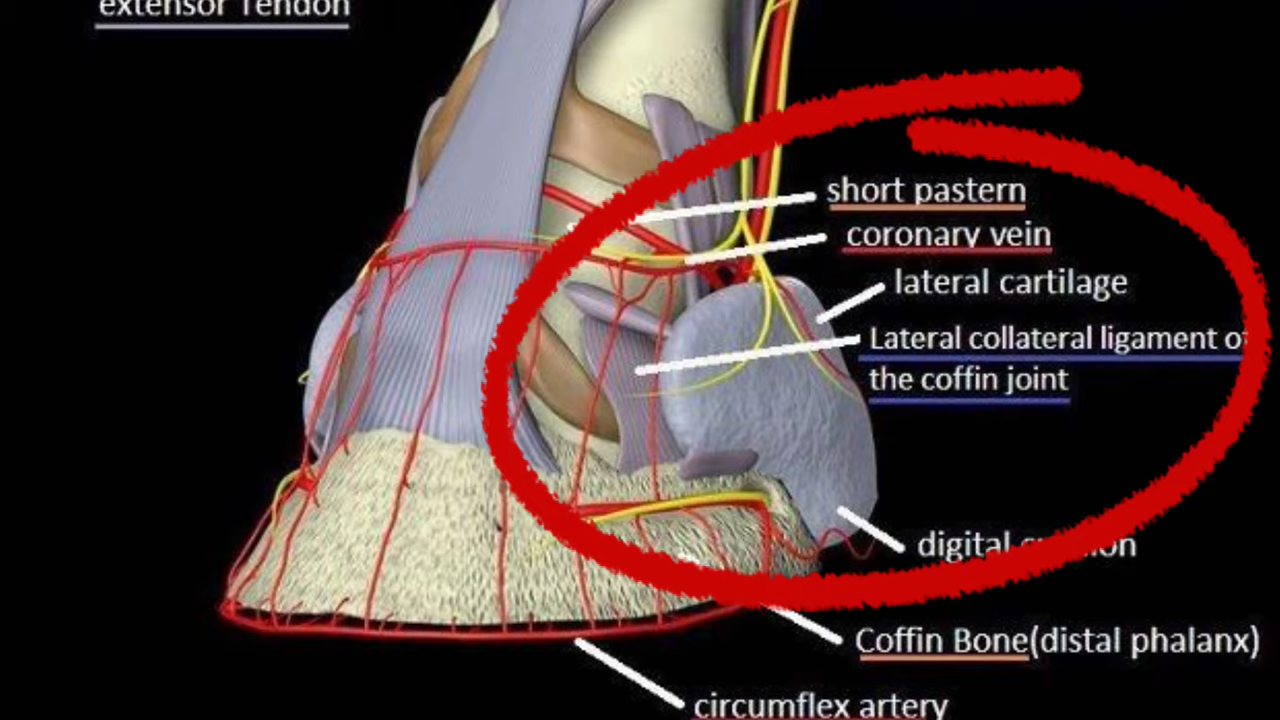 extensor Tendon
short pastern
coronary vein
lateral cartilage
Lateral collateral ligament of
the coffin joint
digital
Coffin Bone(distal phalanx)
circumflex artery